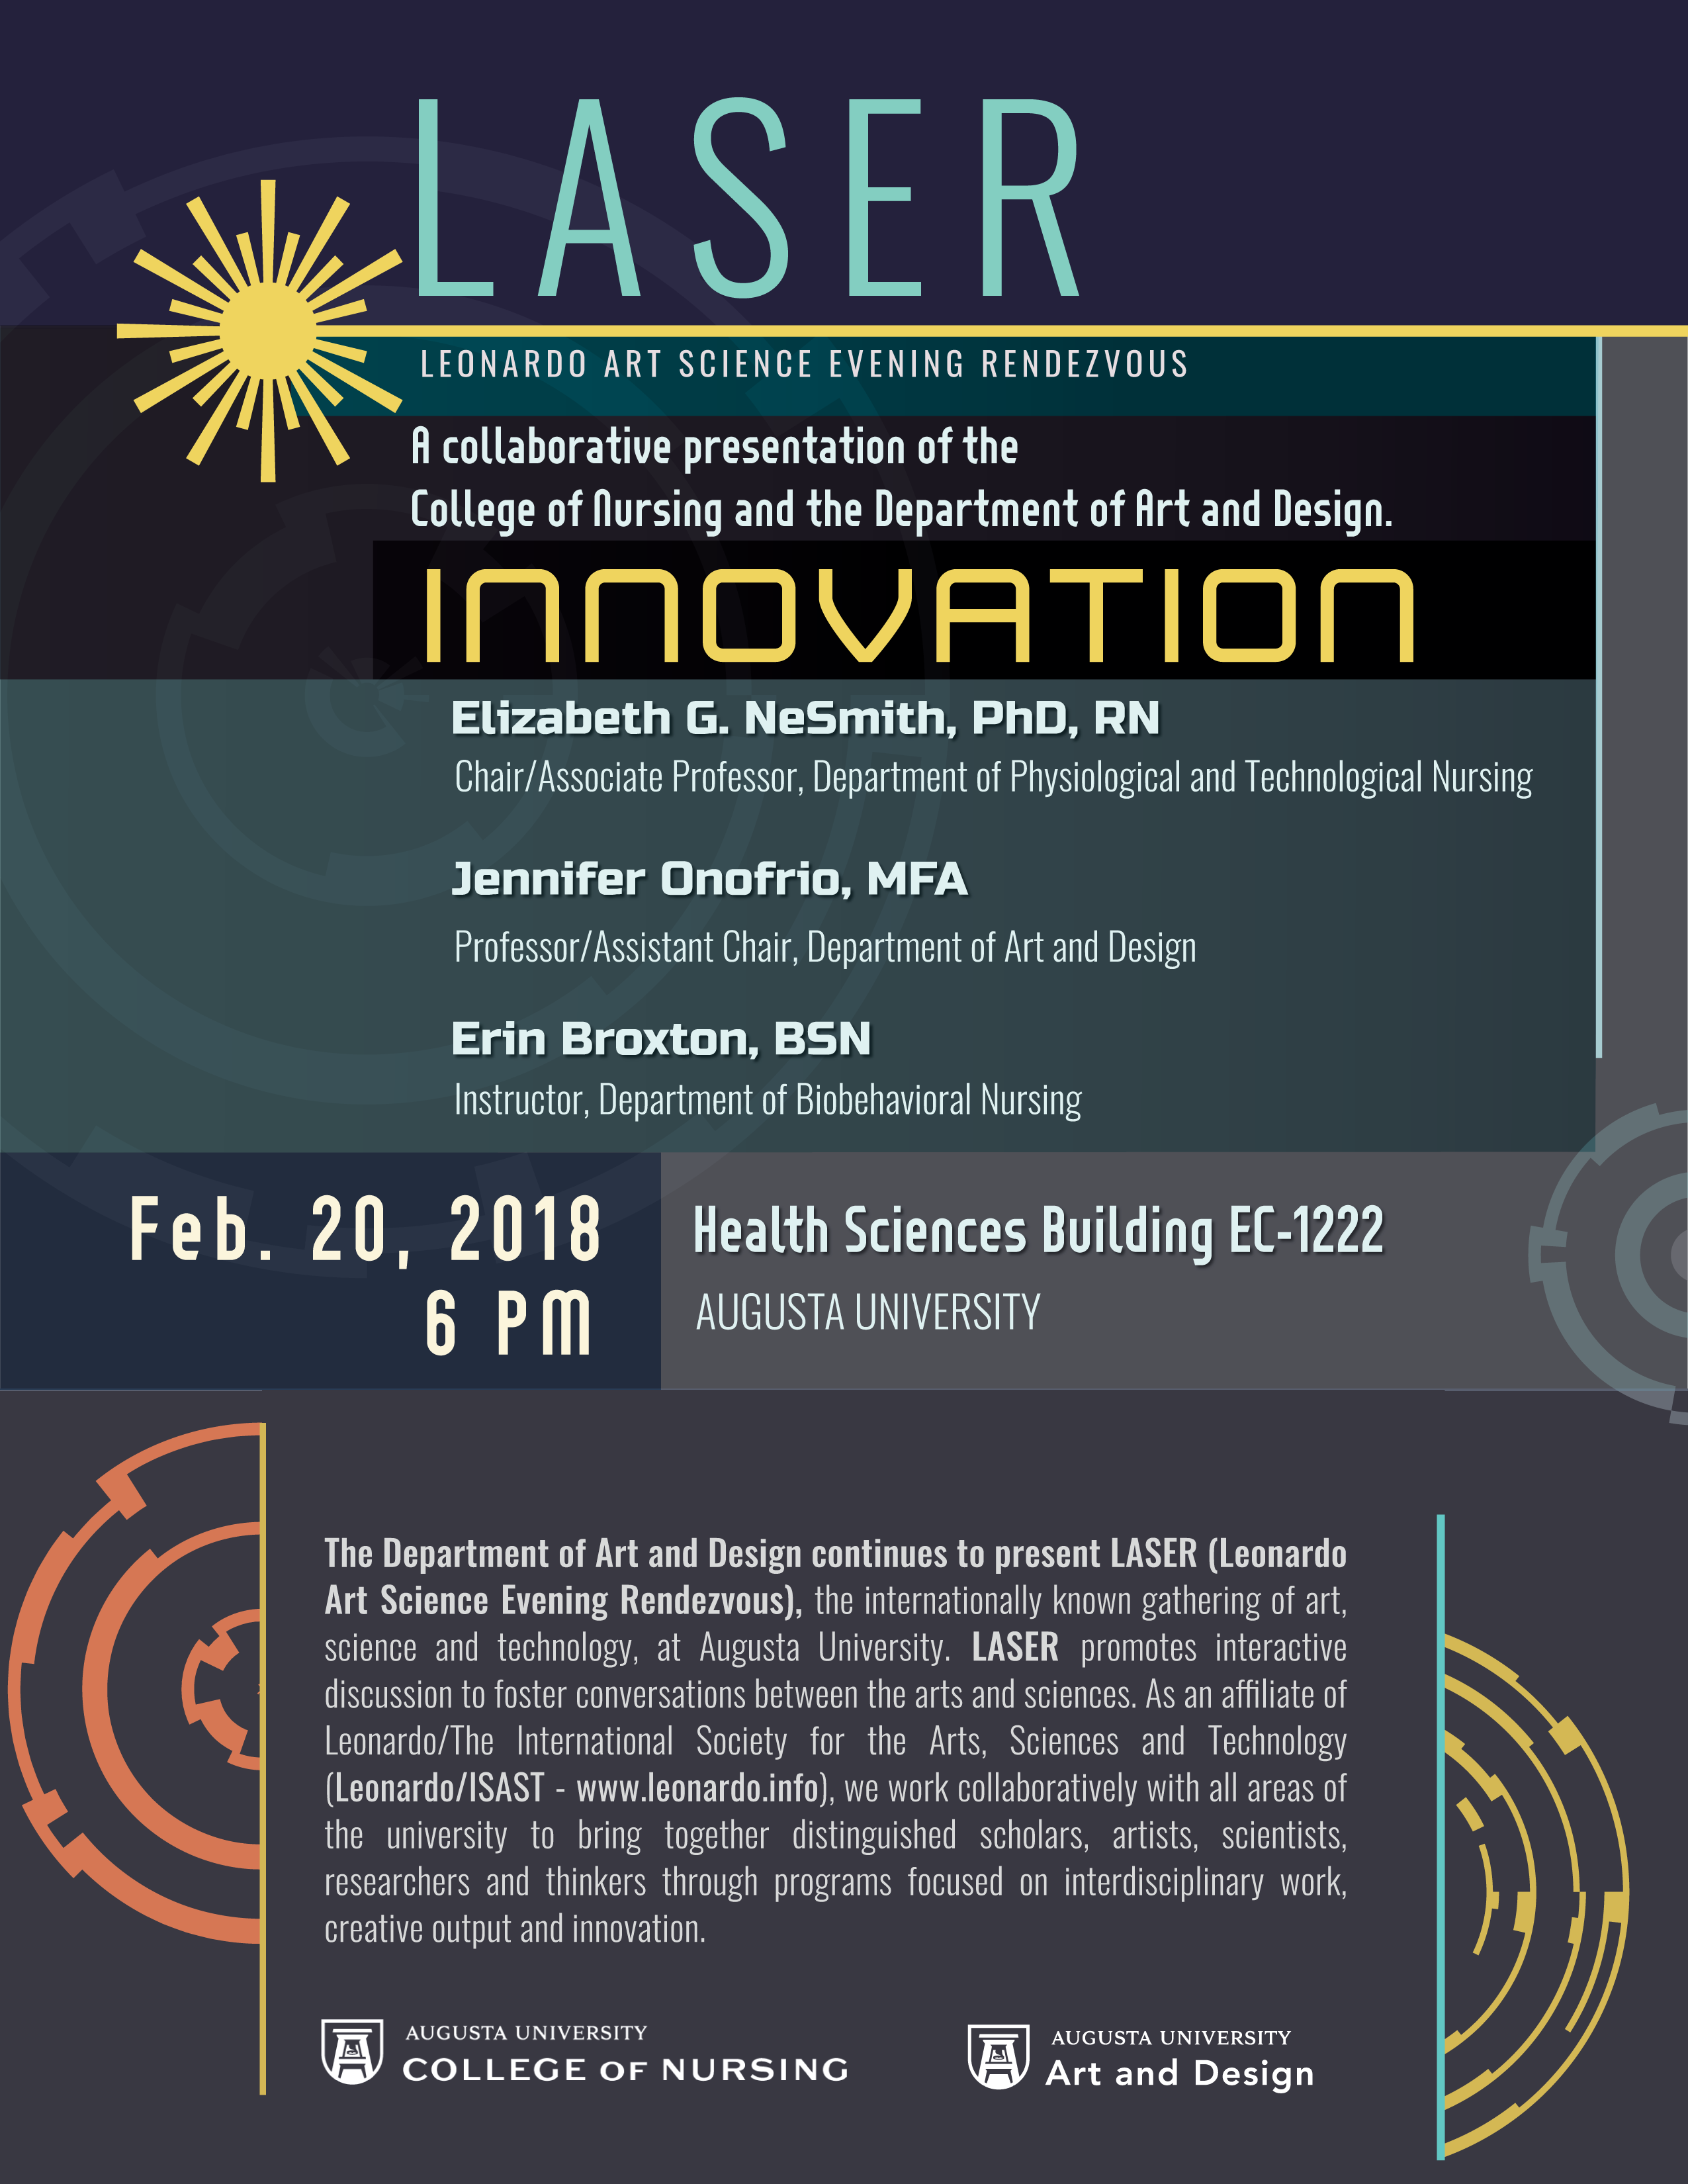 LASER
LEONARDO ART SCIENCE EVENING RENDEZVOUS
A collaborative presentation of the
College of Nursing and the Department of Art and Design.
INNOVATION
Elizabeth G. NeSmith, PhD, RN
Chair/Associate Professor, Department of Physiological and Technological Nursing
Jennifer Onofrio, MFA
Professor/Assistant Chair, Department of Art and Design
Erin Broxton, BSN
Instructor, Department of Biobehavioral Nursing
Feb. 20, 2018
6 PM
Health Sciences Building EC-1222
AUGUSTA UNIVERSITY
The Department of Art and Design continues to present LASER (Leonardo
Art Science Evening Rendezvous), the internationally known gathering of art,
science and technology, at Augusta University. LASER promotes interactive
discussion to foster conversations between the arts and sciences. As an affiliate of
Leonardo/The International Society for the Arts, Sciences and Technology
(Leonardo/ISAST - www.leonardo.info), we work collaboratively with all areas of
the university to bring together distinguished scholars, artists, scientists,
researchers and thinkers through programs focused on interdisciplinary work,
creative output and innovation.
AUGUSTA UNIVERSITY
COLLEGE OF NURSING
AUGUSTA UNIVERSITY
Art and Design